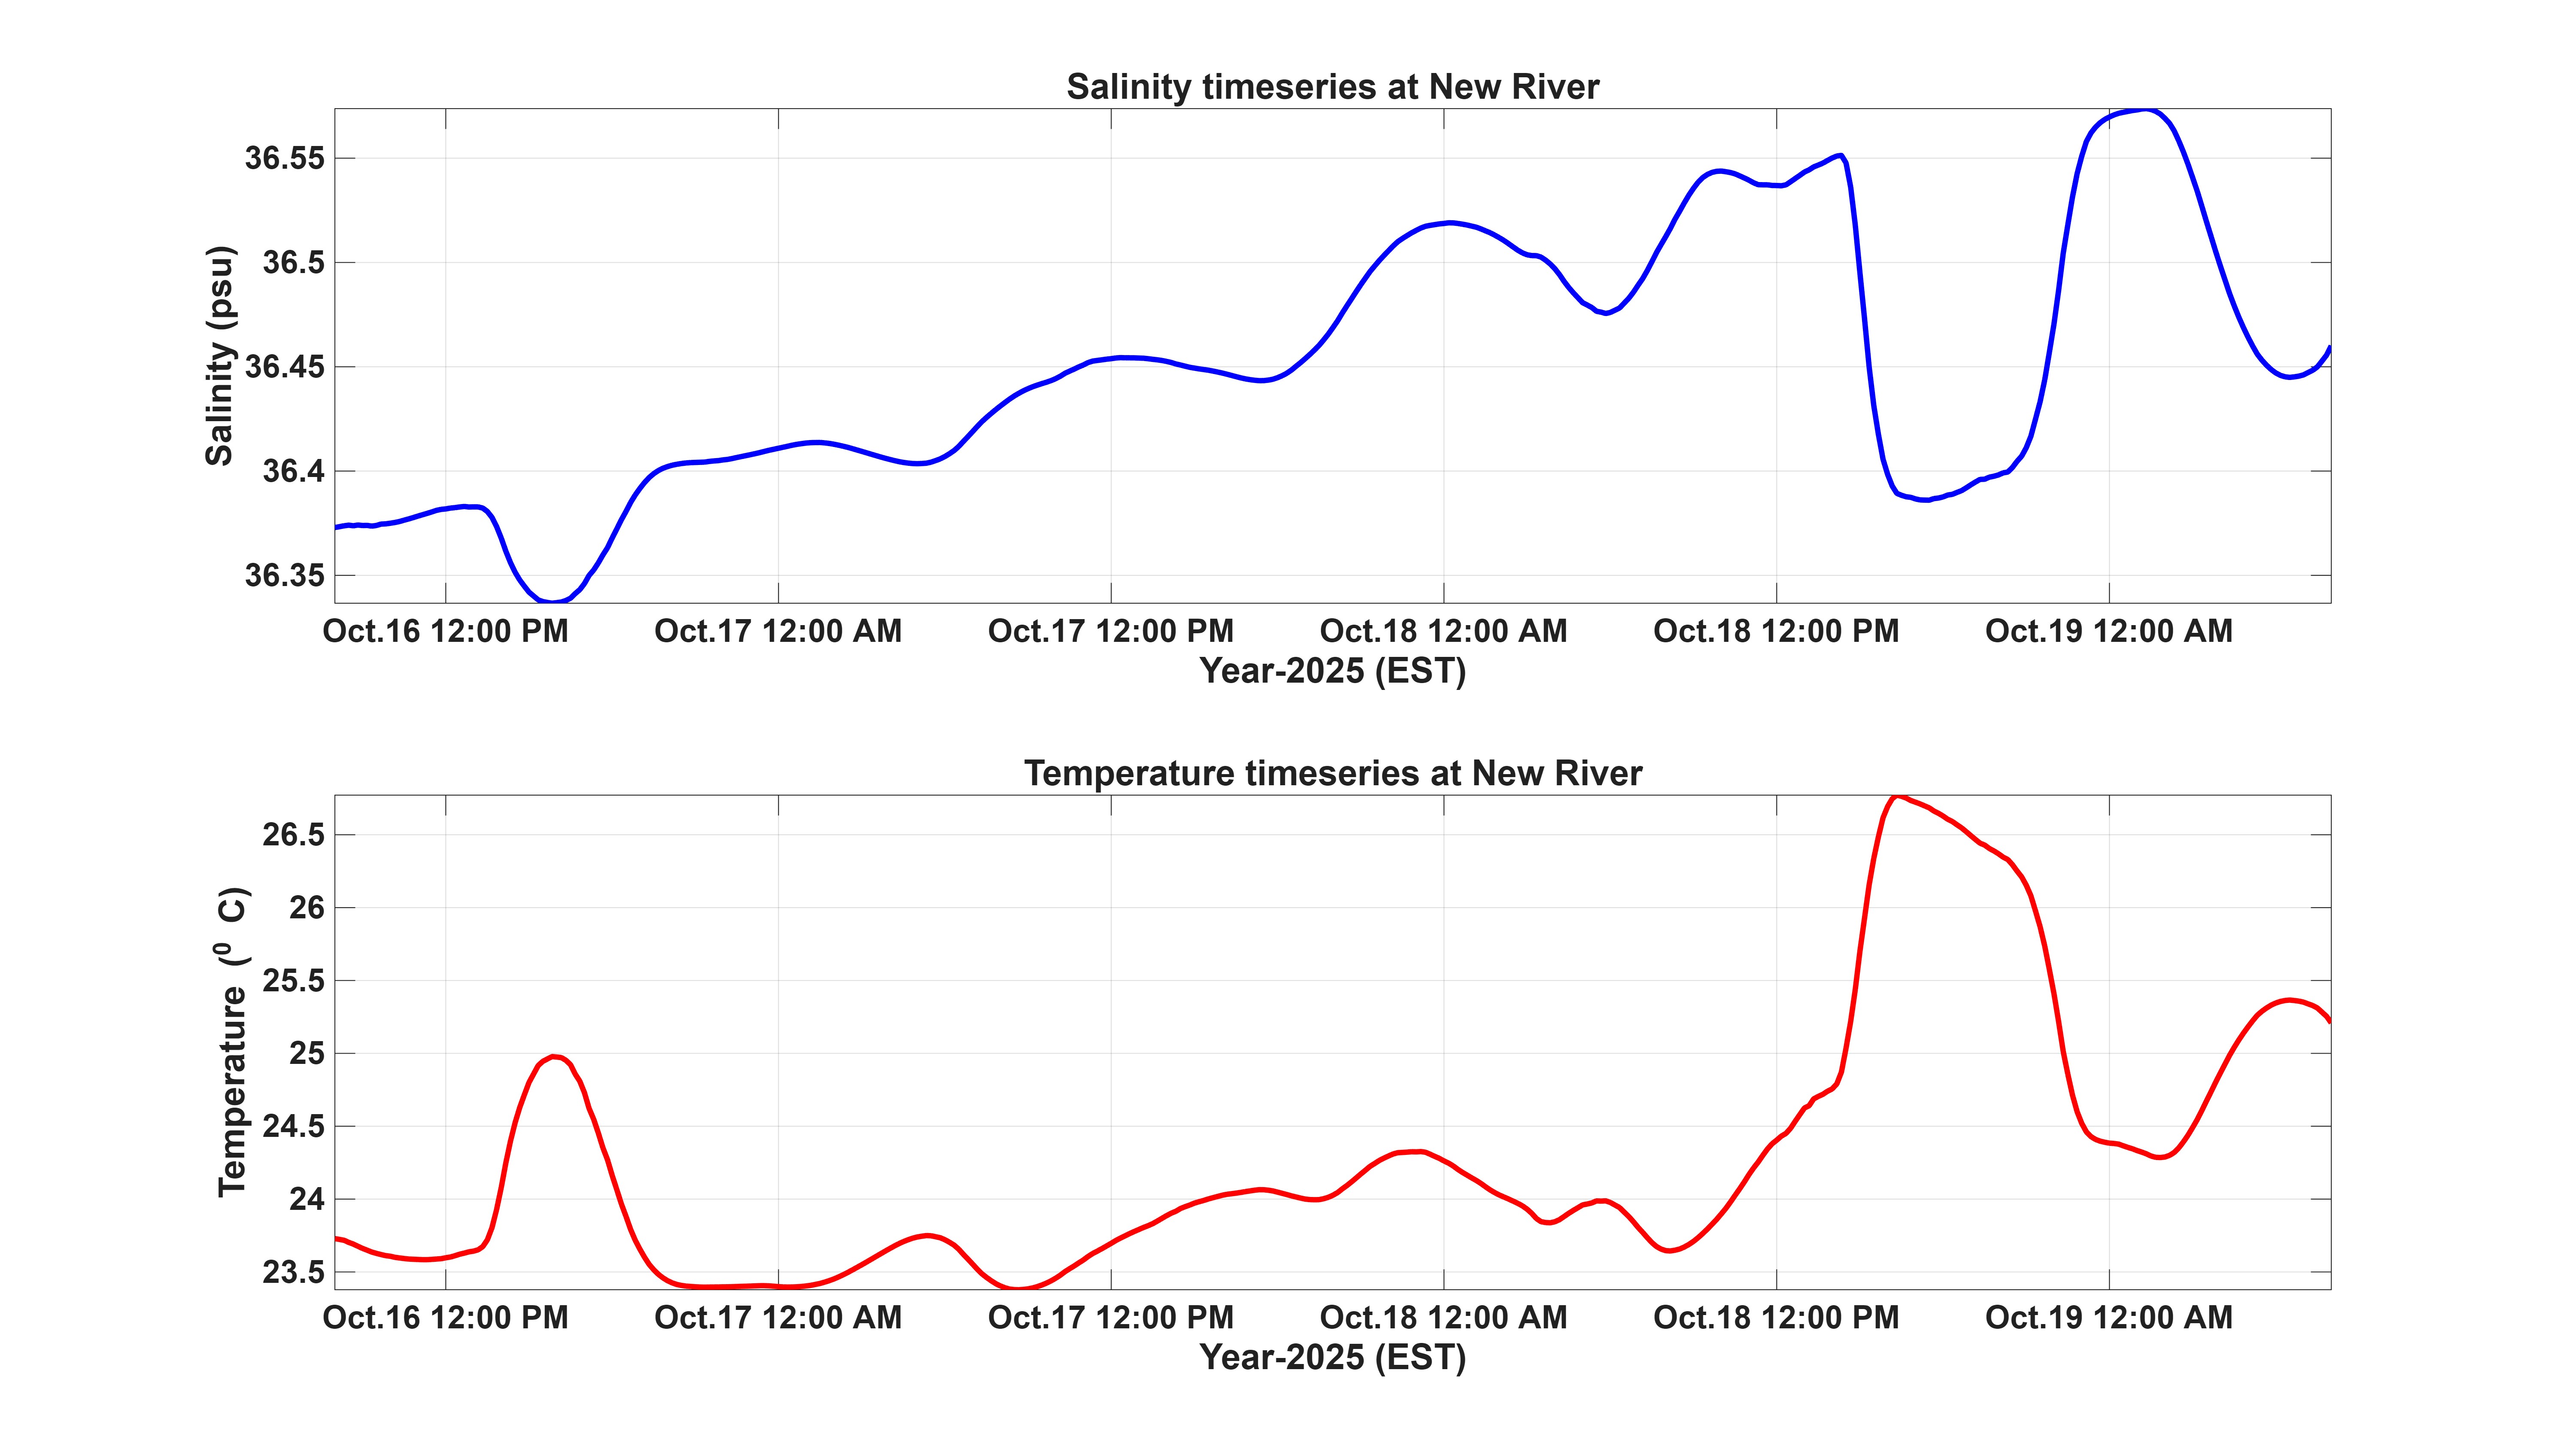 Salinity timeseries at New River
Salinity (psu)
36.55
36.5
36.45
36.4
36.35
Oct.16 12:00 PM Oct.17 12:00 AM Oct.17 12:00 PM Oct.18 12:00 AM Oct.18 12:00 PM Oct.19 12:00 AM
Year-2025 (EST)
Temperature timeseries at New River
Temperature (⁰ C)
26.5
26
25.5
25
24.5
24
23.5
Oct.16 12:00 PM Oct.17 12:00 AM Oct.17 12:00 PM Oct.18 12:00 AM Oct.18 12:00 PM Oct.19 12:00 AM
Year-2025 (EST)